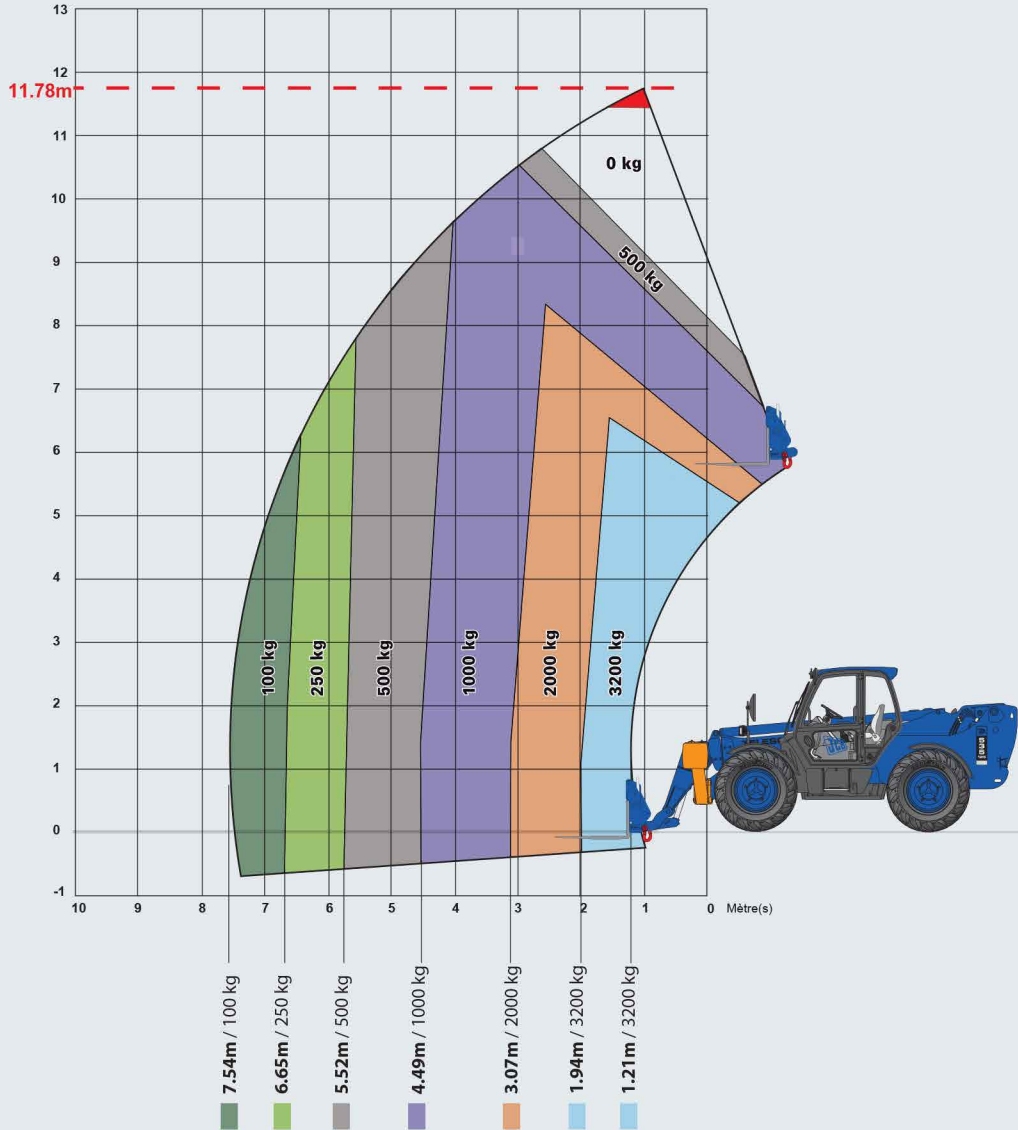 13
12
11.78m
11
10
9
8
7
6
5
4
3
2
1
0
-1
0 kg
500 kg
100 kg
250 kg
500 kg
1000 kg
2000 kg
3200 kg
JCB
10 9 8 7 6 5 4 3 2 1 0 Mètre(s)
7.54m / 100 kg
6.65m / 250 kg
5.52m / 500 kg
4.49m / 1000 kg
3.07m / 2000 kg
1.94m / 3200 kg
1.21m / 3200 kg